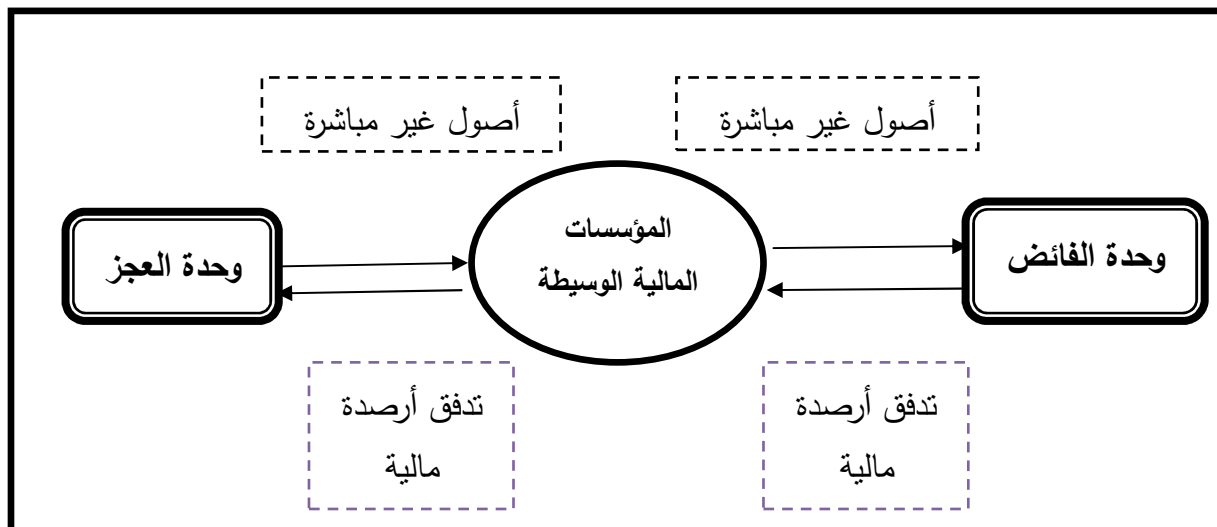 أصول غير مباشرة
أصول غير مباشرة
وحدة الفائض
المؤسسات
المالية الوسيطة
وحدة العجز
تدفق أرصدة
مالية
تدفق أرصدة
مالية